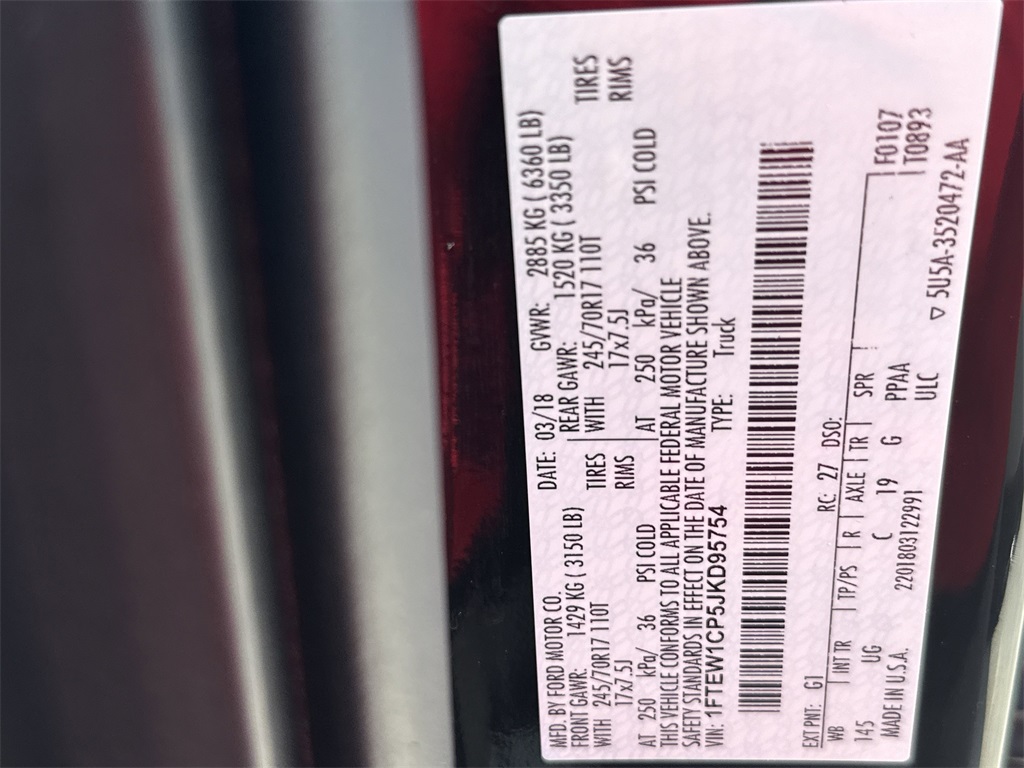 MFD. BY FORD MOTOR CO. DATE: 03/18 GVWR: 2885 KG ( 6360 LB)
FRONT GAWR: 1429 KG ( 3150 LB) REAR GAWR: 1520 KG ( 3350 LB)
WITH 245/70R17 110T TIRES WITH 245/70R17 110T TIRES
17x7.5J RIMS 17x7.5J RIMS
AT 250 kPa/ 36 PSI COLD AT 250 kPa/ 36 PSI COLD
THIS VEHICLE CONFORMS TO ALL APPLICABLE FEDERAL MOTOR VEHICLE
SAFETY STANDARDS IN EFFECT ON THE DATE OF MANUFACTURE SHOWN ABOVE.
VIN: 1FTEW1CP5JKD95754 TYPE: Truck
EXT PNT: G1 RC: 27 DSO: F0107
WB INT TR TP/PS R AXLE TR SPR T0893
145 UG C 19 G PPAA
MADE IN U.S.A. 2201803122991 ULC ▽ 5U5A-3520472-AA